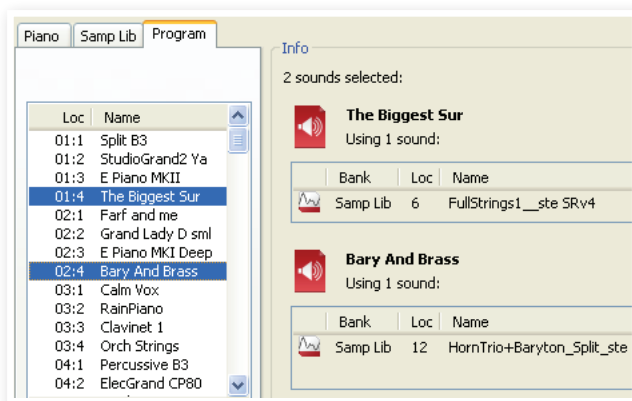 Piano Samp Lib Program
Loc Name
01:1 Split B3
01:2 StudioGrand2 Ya
01:3 E Piano MKII
01:4 The Biggest Sur
02:1 Farf and me
02:2 Grand Lady D sml
02:3 E Piano MKI Deep
02:4 Bary And Brass
03:1 Calm Vox
03:2 RainPiano
03:3 Clavinet 1
03:4 Orch Strings
04:1 Percussive B3
04:2 ElecGrand CP80
Info
2 sounds selected:
The Biggest Sur
Using 1 sound:
Bank Loc Name
Samp Lib 6 FullStrings1__ste SRv4
Bary And Brass
Using 1 sound:
Bank Loc Name
Samp Lib 12 HornTrio+Baryton_Split_ste